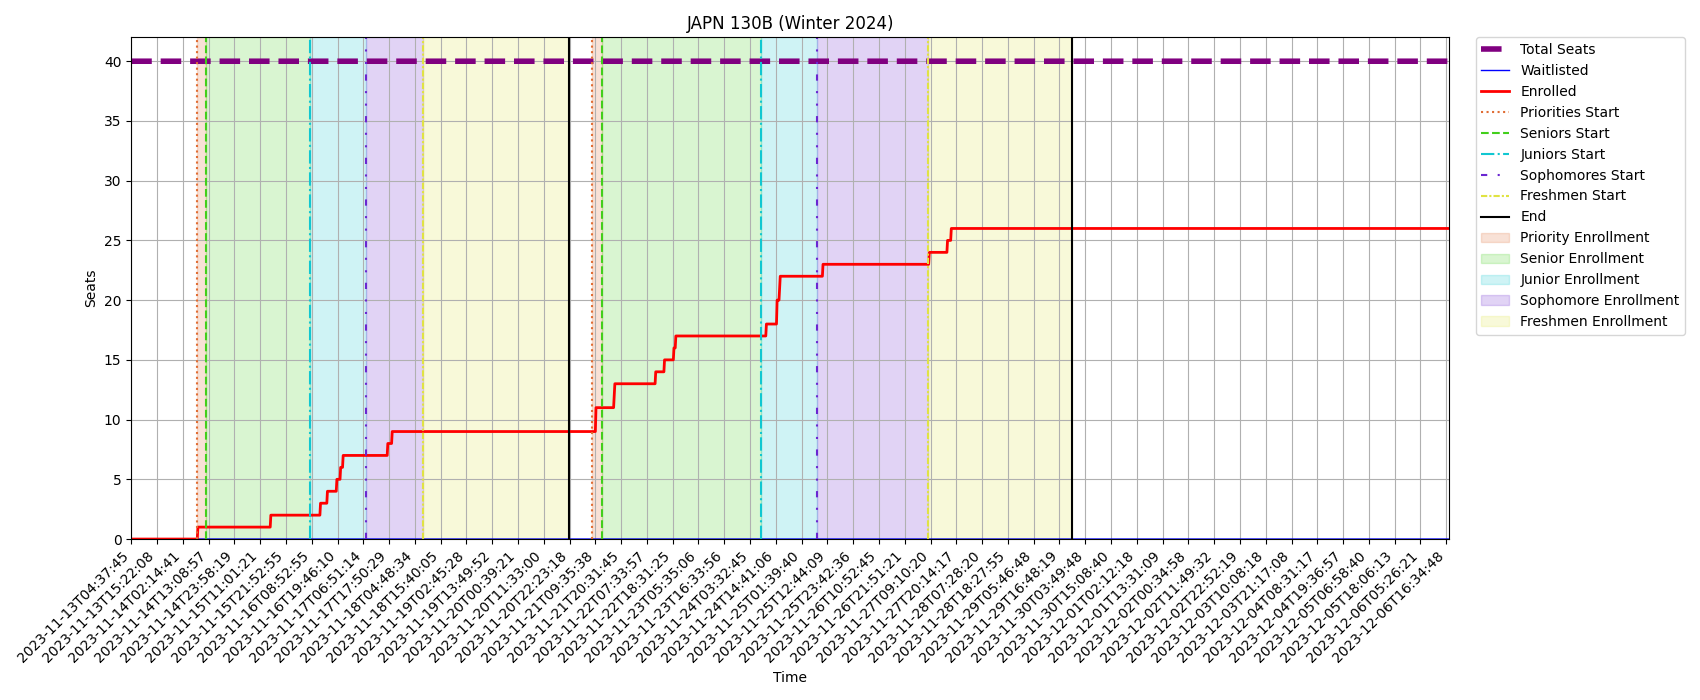 JAPN 130B (Winter 2024)
Seats
40
35
30
25
20
15
10
5
0
2023-11-13T04:37:45
2023-11-13T15:22:08
2023-11-14T02:14:41
2023-11-14T13:08:57
2023-11-14T23:58:19
2023-11-15T11:01:21
2023-11-15T21:52:55
2023-11-16T08:52:55
2023-11-16T19:46:10
2023-11-17T06:51:14
2023-11-17T17:50:29
2023-11-18T04:48:34
2023-11-18T15:40:05
2023-11-19T02:45:28
2023-11-19T13:49:52
2023-11-20T00:39:21
2023-11-20T11:33:00
2023-11-20T22:23:18
2023-11-21T09:35:38
2023-11-21T20:31:45
2023-11-22T07:33:57
2023-11-22T18:31:25
2023-11-23T05:35:06
2023-11-23T16:33:56
2023-11-24T03:32:45
2023-11-24T14:41:06
2023-11-25T01:39:40
2023-11-25T12:44:09
2023-11-25T23:42:36
2023-11-26T10:52:45
2023-11-26T21:51:21
2023-11-27T09:10:20
2023-11-27T20:14:17
2023-11-28T07:28:20
2023-11-28T18:27:55
2023-11-29T05:46:48
2023-11-29T16:48:19
2023-11-30T03:49:48
2023-11-30T15:08:40
2023-12-01T02:12:18
2023-12-01T13:31:09
2023-12-02T00:34:58
2023-12-02T11:49:32
2023-12-02T22:52:19
2023-12-03T10:08:18
2023-12-03T21:17:08
2023-12-04T08:31:17
2023-12-04T19:36:57
2023-12-05T06:58:40
2023-12-05T18:06:13
2023-12-06T05:26:21
2023-12-06T16:34:48
Time
Total Seats
Waitlisted
Enrolled
Priorities Start
Seniors Start
Juniors Start
Sophomores Start
Freshmen Start
End
Priority Enrollment
Senior Enrollment
Junior Enrollment
Sophomore Enrollment
Freshmen Enrollment